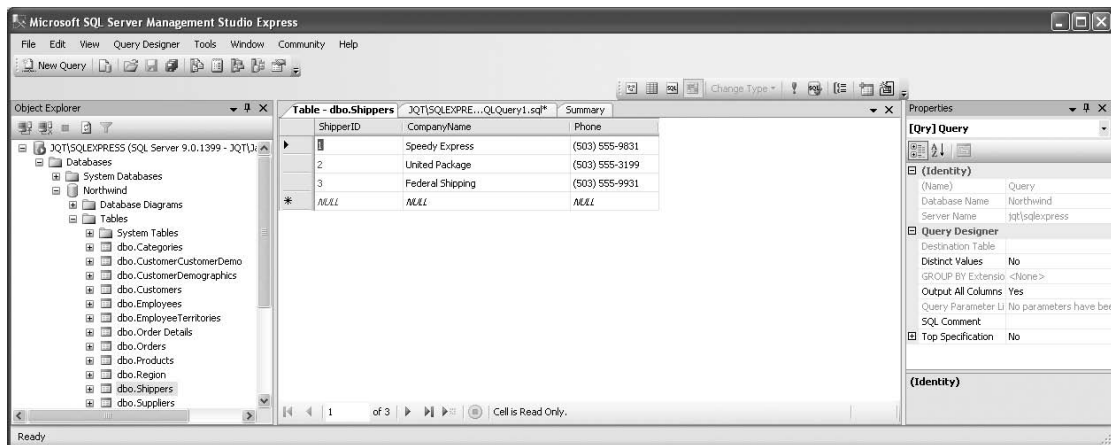 Microsoft SQL Server Management Studio Express
File Edit View Query Designer Tools Window Community Help
New Query
Change Type
Object Explorer
JQT\SQLEXPRESS (SQL Server 9.0.1399 - JQT\Ja
Databases
System Databases
Northwind
Database Diagrams
Tables
System Tables
dbo.Categories
dbo.CustomerCustomerDemo
dbo.CustomerDemographics
dbo.Customers
dbo.Employees
dbo.EmployeeTerritories
dbo.Order Details
dbo.Orders
dbo.Products
dbo.Region
dbo.Shippers
dbo.Suppliers
Table - dbo.Shippers JQT\SQLEXPRE...QLQuery1.sql* Summary
ShipperID CompanyName Phone
1 Speedy Express (503) 555-9831
2 United Package (503) 555-3199
3 Federal Shipping (503) 555-9931
NULL NULL NULL
1 of 3 Cell is Read Only.
Properties
[Qry] Query
(Identity)
(Name) Query
Database Name Northwind
Server Name jqt\sqlexpress
Query Designer
Destination Table
Distinct Values No
GROUP BY Extensio <None>
Output All Columns Yes
Query Parameter Li No parameters have bee
SQL Comment
Top Specification No
(Identity)
Ready